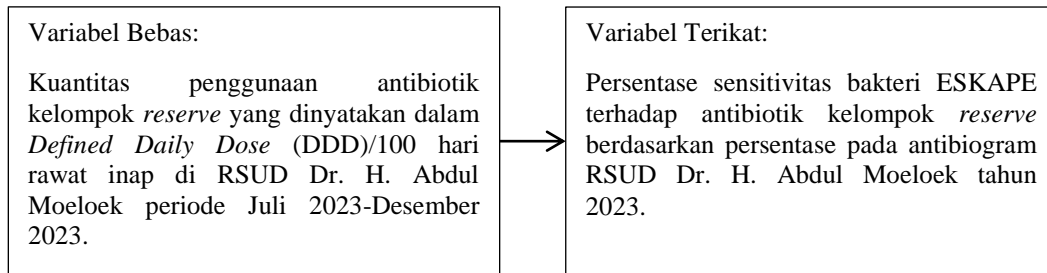 Variabel Bebas:
Kuantitas penggunaan antibiotik
kelompok reserve yang dinyatakan dalam
Defined Daily Dose (DDD)/100 hari
rawat inap di RSUD Dr. H. Abdul
Moeloek periode Juli 2023-Desember
2023.
Variabel Terikat:
Persentase sensitivitas bakteri ESKAPE
terhadap antibiotik kelompok reserve
berdasarkan persentase pada antibiogram
RSUD Dr. H. Abdul Moeloek tahun
2023.